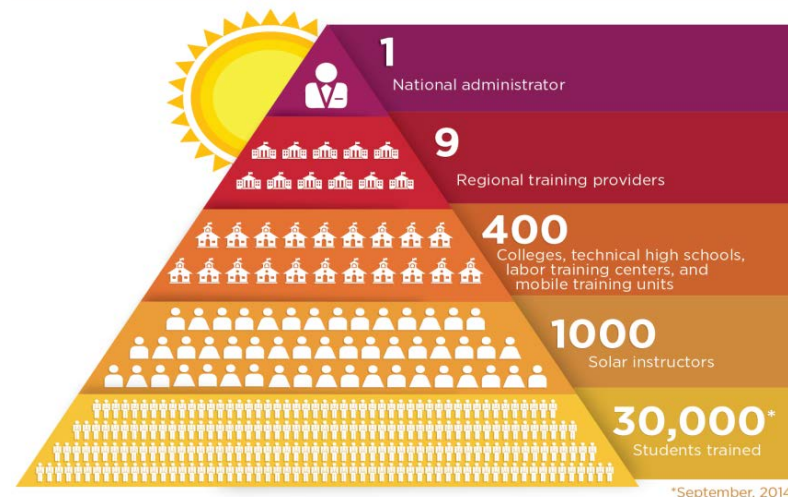 1
National administrator
9
Regional training providers
400
Colleges, technical high schools,
labor training centers, and
mobile training units
1000
Solar instructors
30,000*
Students trained
*September, 2014